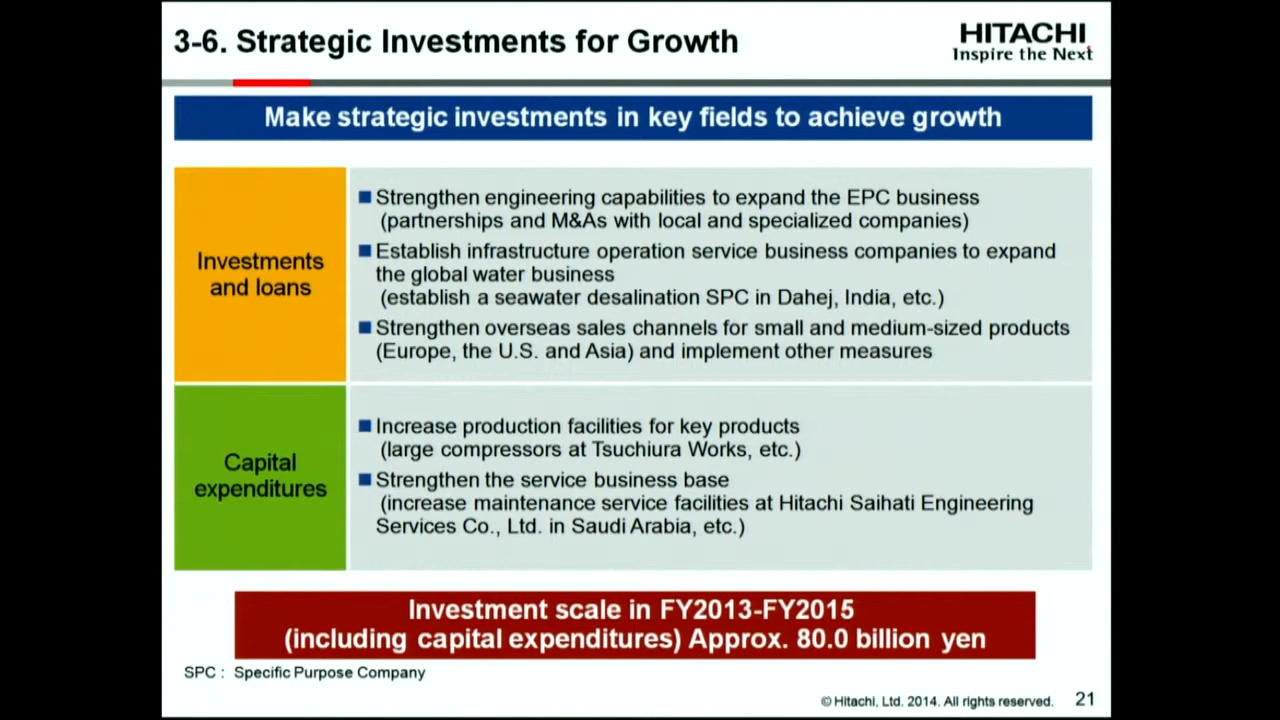 3-6. Strategic Investments for Growth
HITACHI
Inspire the Next
Make strategic investments in key fields to achieve growth
Investments
and loans
■ Strengthen engineering capabilities to expand the EPC business
(partnerships and M&As with local and specialized companies)
■ Establish infrastructure operation service business companies to expand
the global water business
(establish a seawater desalination SPC in Dahej, India, etc.)
■ Strengthen overseas sales channels for small and medium-sized products
(Europe, the U.S. and Asia) and implement other measures
Capital
expenditures
■ Increase production facilities for key products
(large compressors at Tsuchiura Works, etc.)
■ Strengthen the service business base
(increase maintenance service facilities at Hitachi Saihati Engineering
Services Co., Ltd. in Saudi Arabia, etc.)
Investment scale in FY2013-FY2015
(including capital expenditures) Approx. 80.0 billion yen
SPC : Specific Purpose Company
© Hitachi, Ltd. 2014. All rights reserved. 21